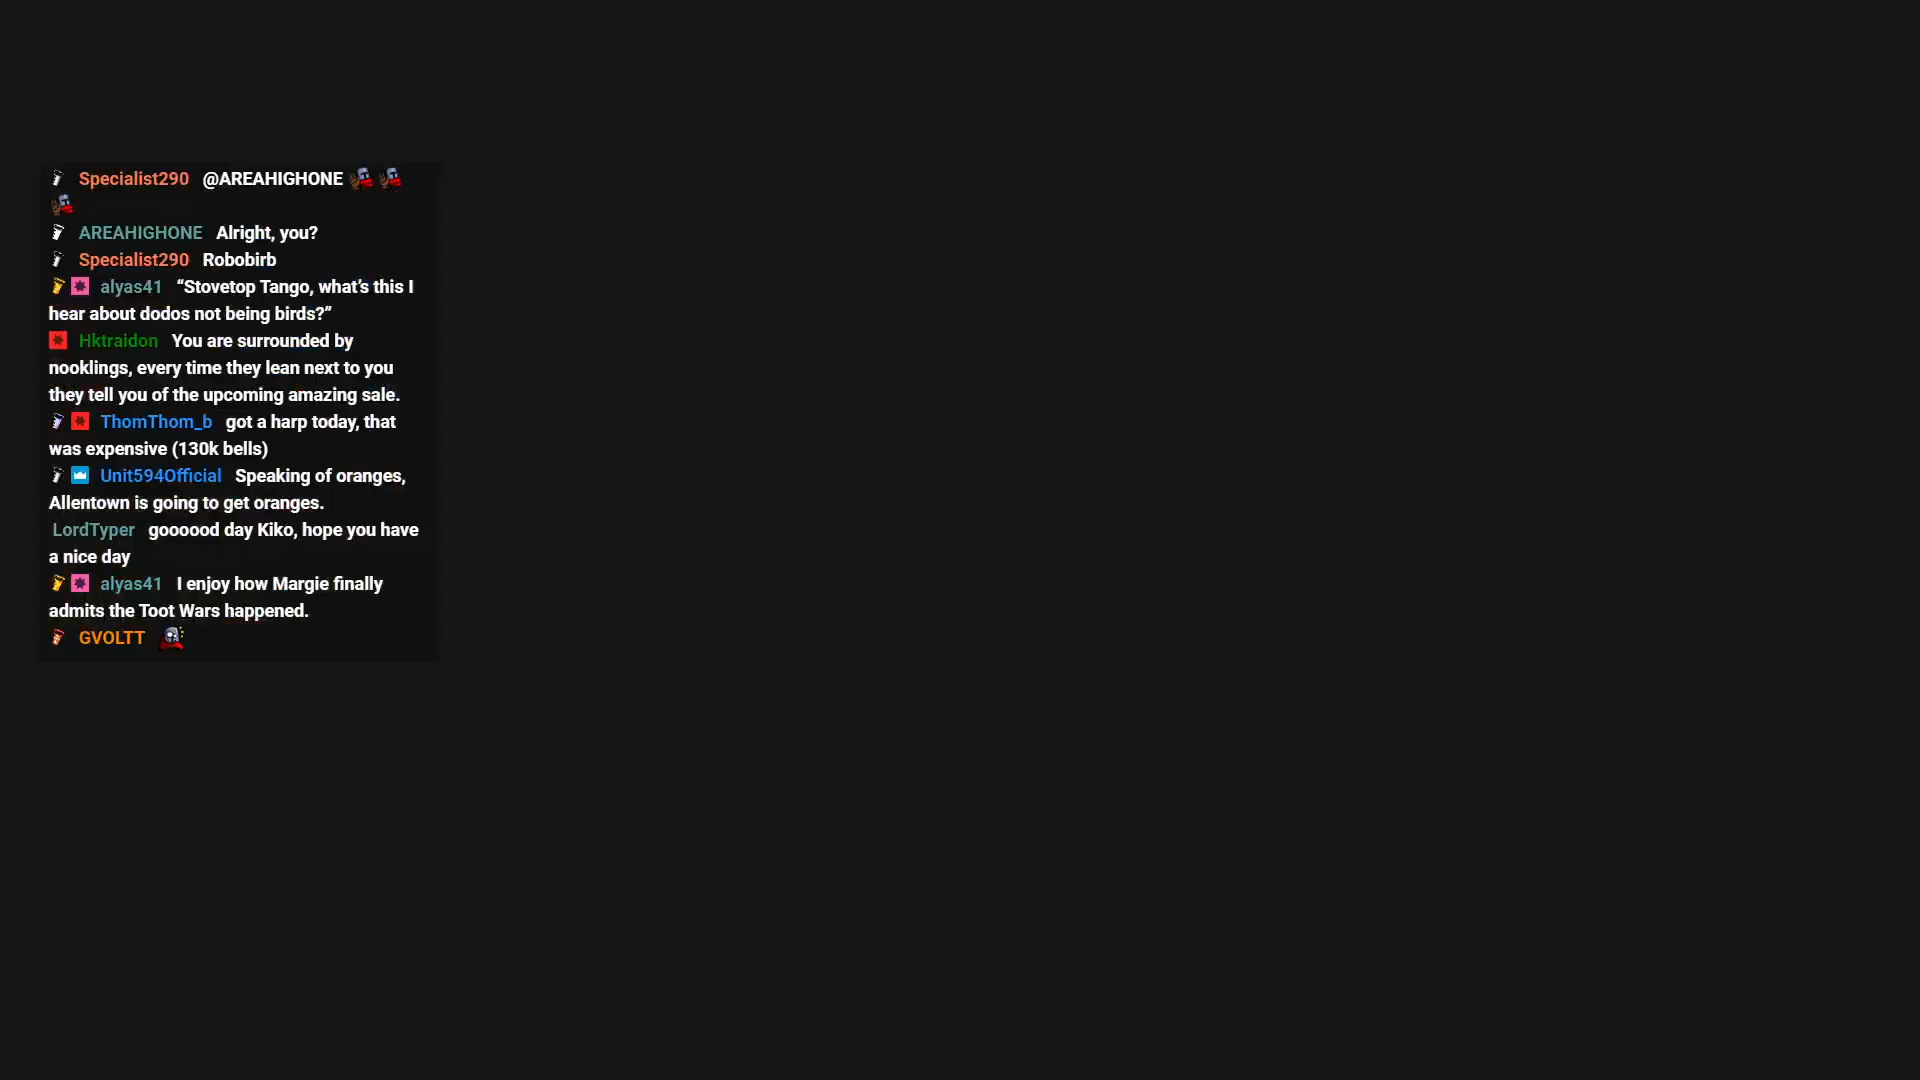 Specialist290 @AREAHIGHONE
AREAHIGHONE Alright, you?
Specialist290 Robobirb
alyas41 “Stovetop Tango, what’s this I
hear about dodos not being birds?”
Hktraidon You are surrounded by
nooklings, every time they lean next to you
they tell you of the upcoming amazing sale.
ThomThom_b got a harp today, that
was expensive (130k bells)
Unit594Official Speaking of oranges,
Allentown is going to get oranges.
LordTyper goooood day Kiko, hope you have
a nice day
alyas41 I enjoy how Margie finally
admits the Toot Wars happened.
GVOLTT